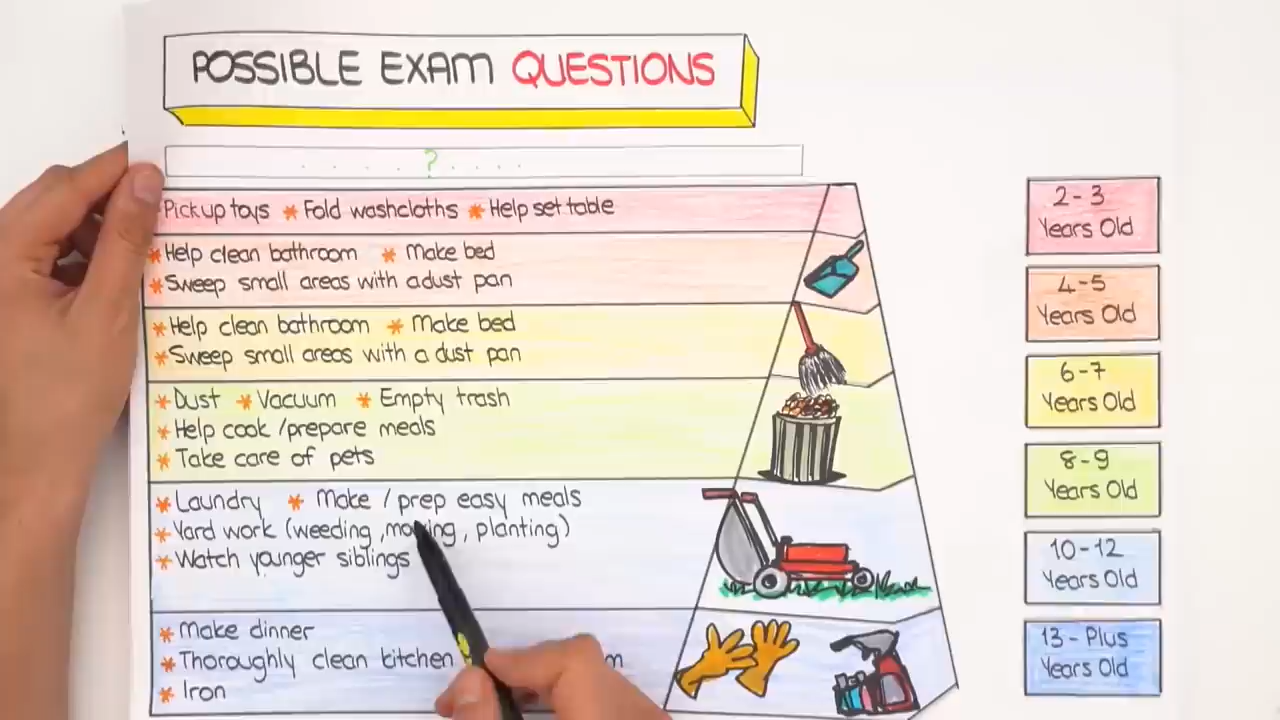 POSSIBLE EXAM QUESTIONS
. . . . . ? . . . .
Pick up toys * Fold washcloths * Help set table
* Help clean bathroom * Make bed
* Sweep small areas with a dust pan
* Help clean bathroom * Make bed
* Sweep small areas with a dust pan
* Dust * Vacuum * Empty trash
* Help cook / prepare meals
* Take care of pets
* Laundry * Make / prep easy meals
* Yard work (weeding, , planting)
* Watch younger siblings
* Make dinner
* Thoroughly clean kitchen
* Iron
2 - 3
Years Old
4 - 5
Years Old
6 - 7
Years Old
8 - 9
Years Old
10 - 12
Years Old
13 - Plus
Years Old